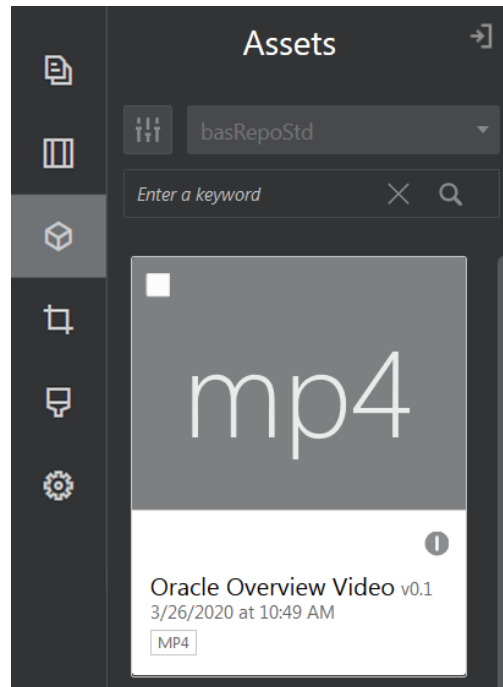 Assets
basRepoStd
Enter a keyword
mp4
Oracle Overview Video v0.1
3/26/2020 at 10:49 AM
MP4